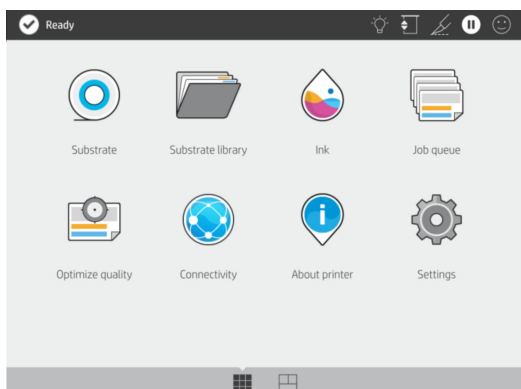 Ready
Substrate
Substrate library
Ink
Job queue
Optimize quality
Connectivity
About printer
Settings